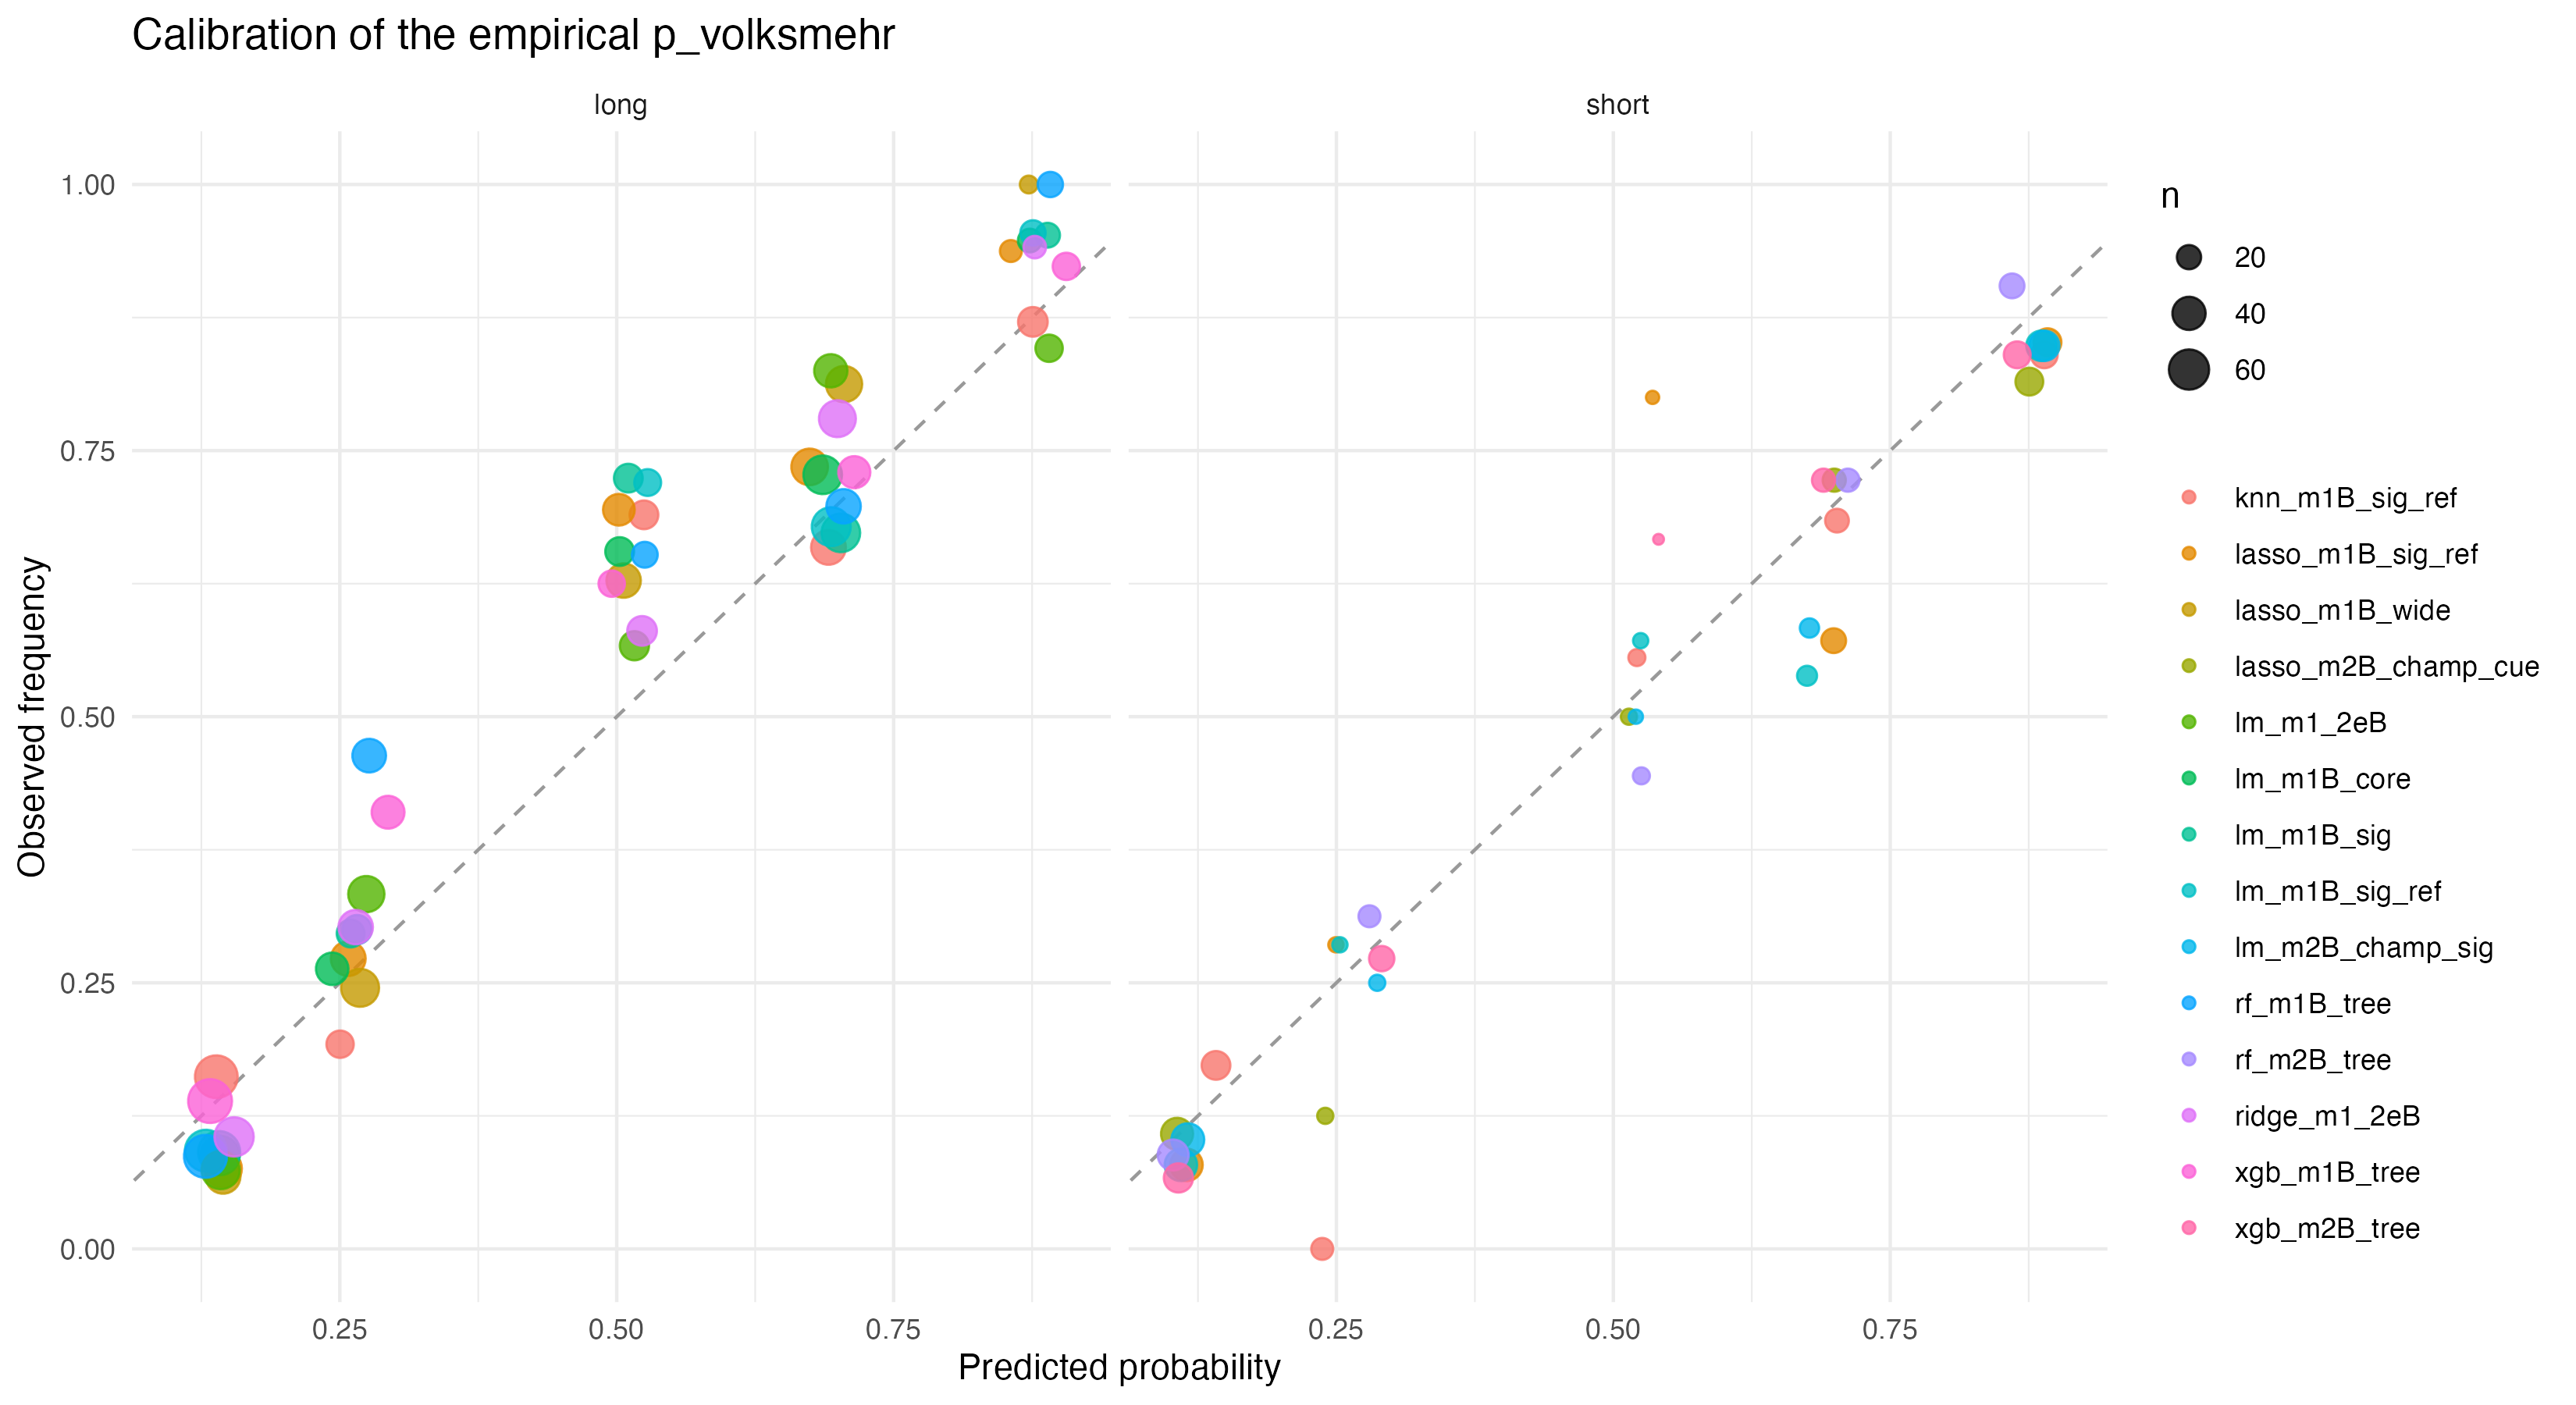 Calibration of the empirical p_volksmehr
long
short
1.00
0.75
0.50
0.25
0.00
Observed frequency
0.25
0.50
0.75
0.25
0.50
0.75
Predicted probability
n
20
40
60
knn_m1B_sig_ref
lasso_m1B_sig_ref
lasso_m1B_wide
lasso_m2B_champ_cue
lm_m1_2eB
lm_m1B_core
lm_m1B_sig
lm_m1B_sig_ref
lm_m2B_champ_sig
rf_m1B_tree
rf_m2B_tree
ridge_m1_2eB
xgb_m1B_tree
xgb_m2B_tree